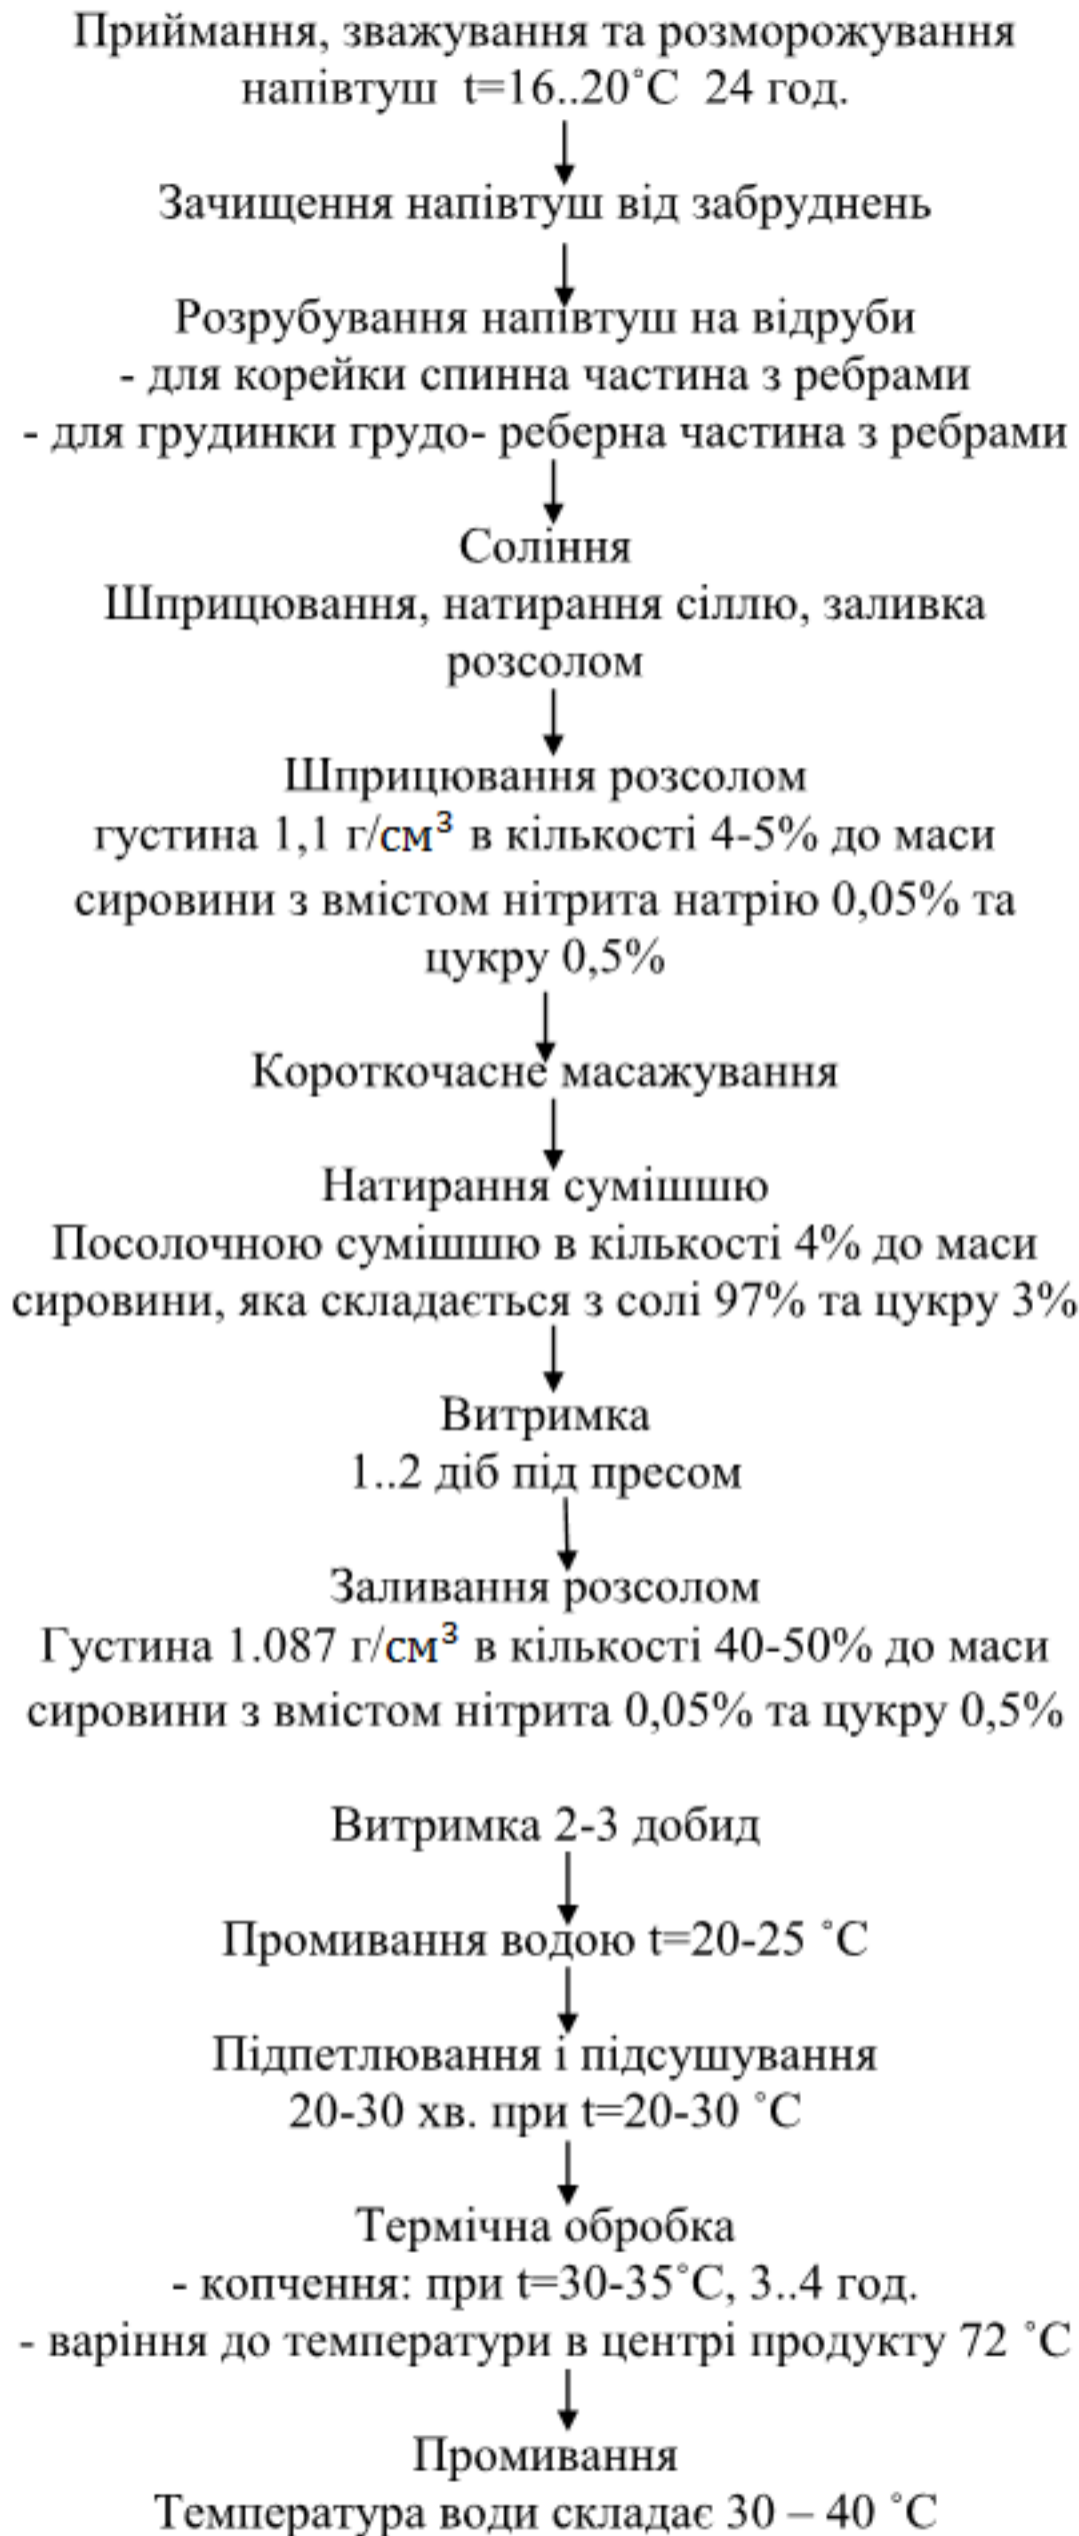 Приймання, зважування та розморожування
напівтуш t=16..20˚С 24 год.
Зачищення напівтуш від забруднень
Розрубування напівтуш на відруби
- для корейки спинна частина з ребрами
- для грудинки грудо- реберна частина з ребрами
Соління
Шприцювання, натирання сіллю, заливка
розсолом
Шприцювання розсолом
густина 1,1 г/см³ в кількості 4-5% до маси
сировини з вмістом нітрита натрію 0,05% та
цукру 0,5%
Короткочасне масажування
Натирання сумішшю
Посолочною сумішшю в кількості 4% до маси
сировини, яка складається з солі 97% та цукру 3%
Витримка
1..2 діб під пресом
Заливання розсолом
Густина 1.087 г/см³ в кількості 40-50% до маси
сировини з вмістом нітрита 0,05% та цукру 0,5%
Витримка 2-3 добид
Промивання водою t=20-25 ˚С
Підпетлювання і підсушування
20-30 хв. при t=20-30 ˚С
Термічна обробка
- копчення: при t=30-35˚С, 3..4 год.
- варіння до температури в центрі продукту 72 ˚С
Промивання
Температура води складає 30 – 40 ˚С